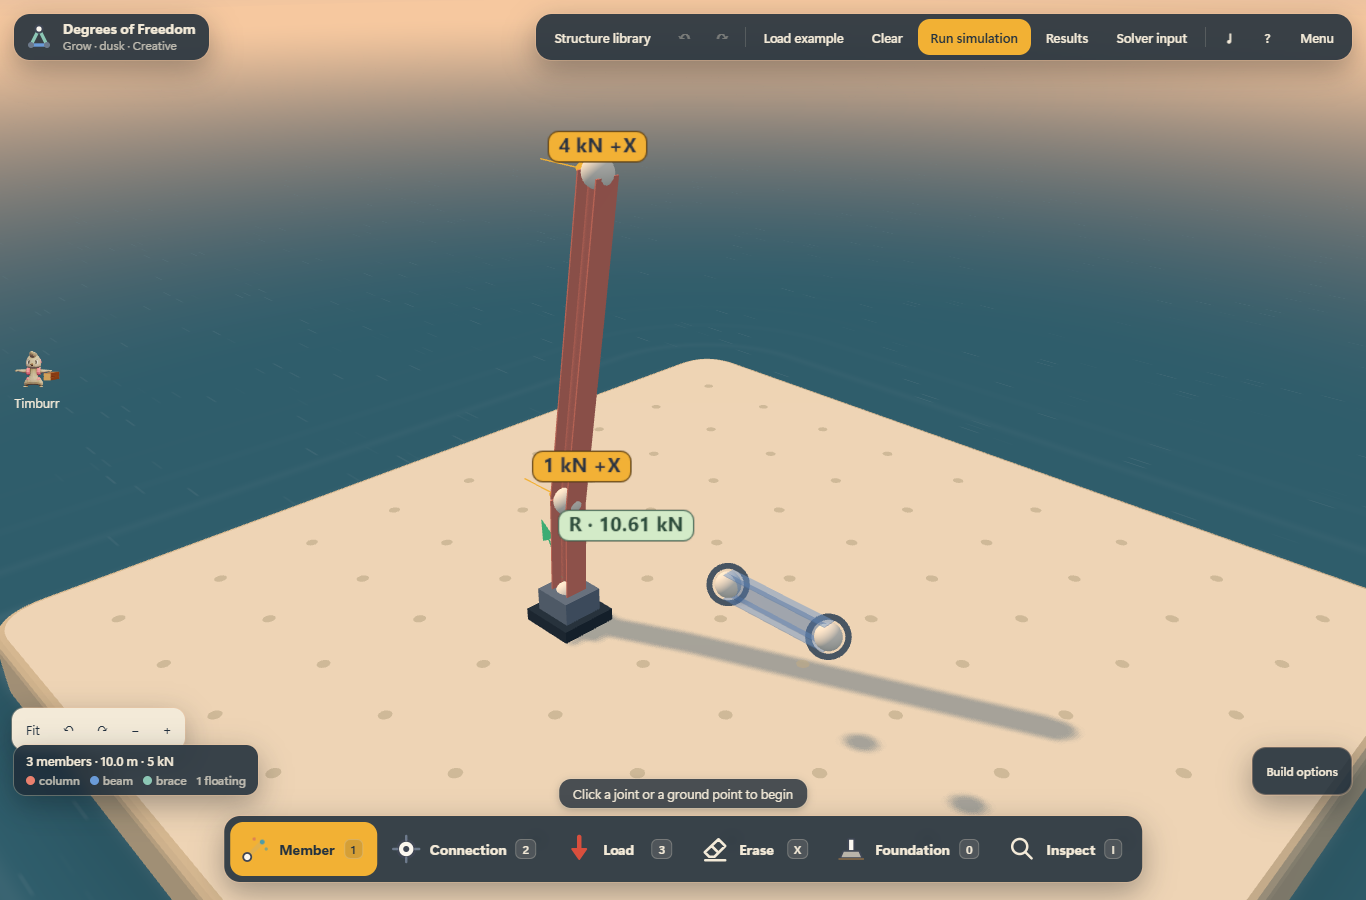 Degrees of Freedom
Grow · dusk · Creative
Structure library
Load example
Clear
Run simulation
Results
Solver input
?
Menu
4 kN +X
1 kN +X
R · 10.61 kN
Timburr
Fit
−
+
3 members · 10.0 m · 5 kN
column beam brace 1 floating
Build options
Click a joint or a ground point to begin
Member 1
Connection 2
Load 3
Erase X
Foundation 0
Inspect I